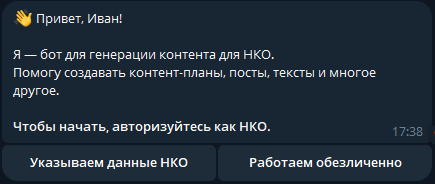 👋 Привет, Иван!
Я — бот для генерации контента для НКО.
Помогу создавать контент-планы, посты, тексты и многое
другое.
Чтобы начать, авторизуйтесь как НКО.
17:38
Указываем данные НКО
Работаем обезличенно